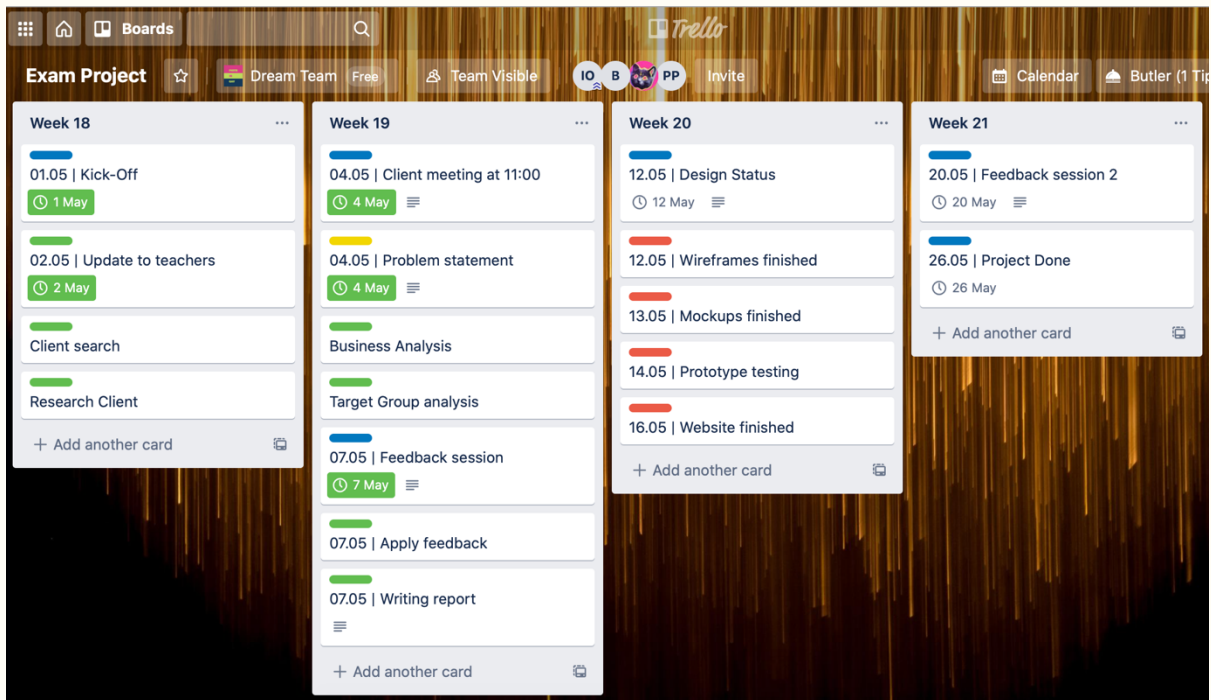 Boards
Trello
Exam Project
Dream Team Free
Team Visible
IO B PP
Invite
Calendar
Butler (1 Tip
Week 18
01.05 | Kick-Off
1 May
02.05 | Update to teachers
2 May
Client search
Research Client
+ Add another card
Week 19
04.05 | Client meeting at 11:00
4 May
04.05 | Problem statement
4 May
Business Analysis
Target Group analysis
07.05 | Feedback session
7 May
07.05 | Apply feedback
07.05 | Writing report
+ Add another card
Week 20
12.05 | Design Status
12 May
12.05 | Wireframes finished
13.05 | Mockups finished
14.05 | Prototype testing
16.05 | Website finished
+ Add another card
Week 21
20.05 | Feedback session 2
20 May
26.05 | Project Done
26 May
+ Add another card